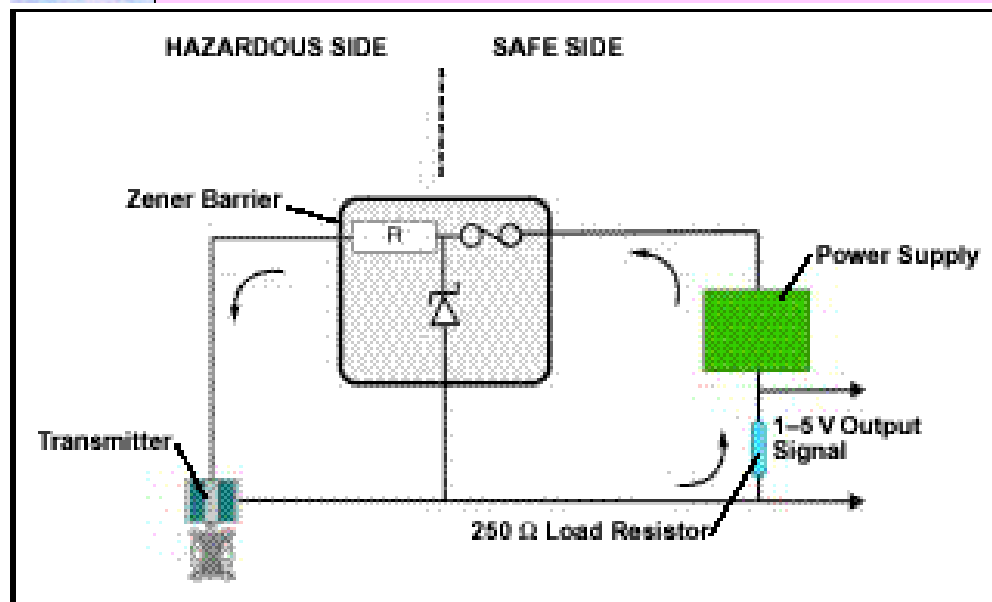 HAZARDOUS SIDE
SAFE SIDE
Zener Barrier
R
Power Supply
Transmitter
1–5 V Output
Signal
250 Ω Load Resistor